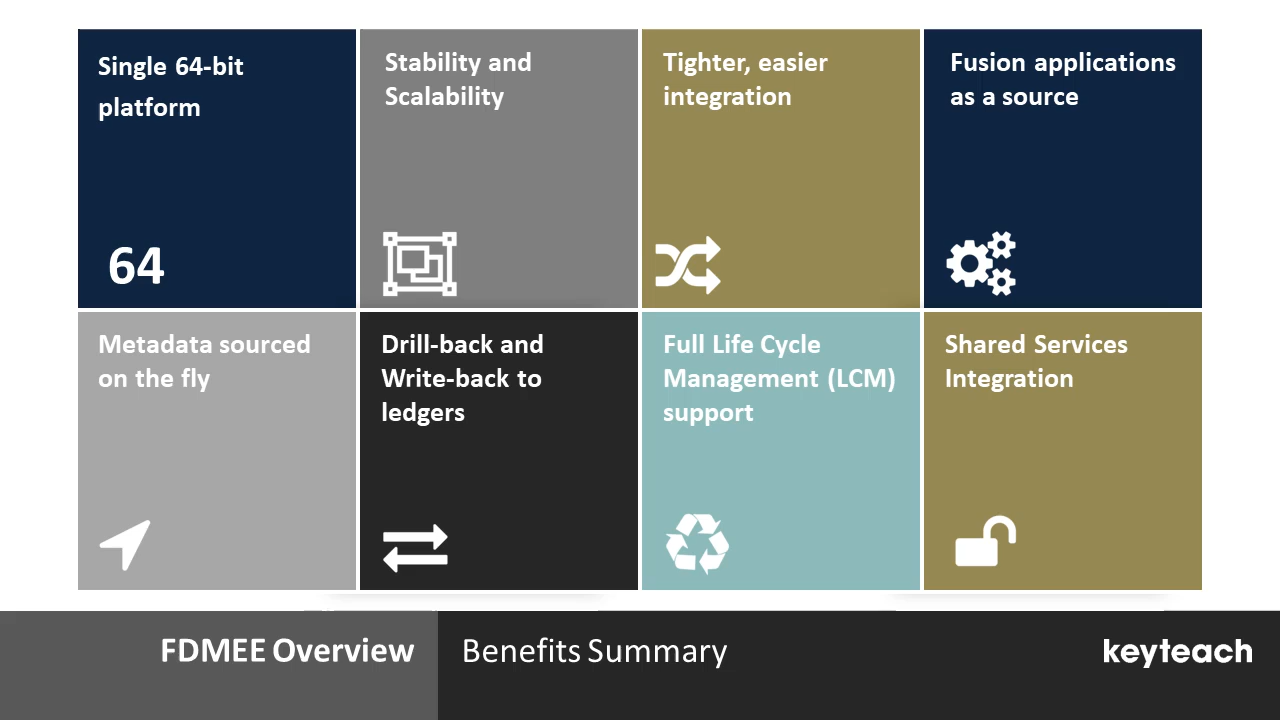 Single 64-bit
platform
64
Stability and
Scalability
Tighter, easier
integration
Fusion applications
as a source
Metadata sourced
on the fly
Drill-back and
Write-back to
ledgers
Full Life Cycle
Management (LCM)
support
Shared Services
Integration
FDMEE Overview
Benefits Summary
keyteach